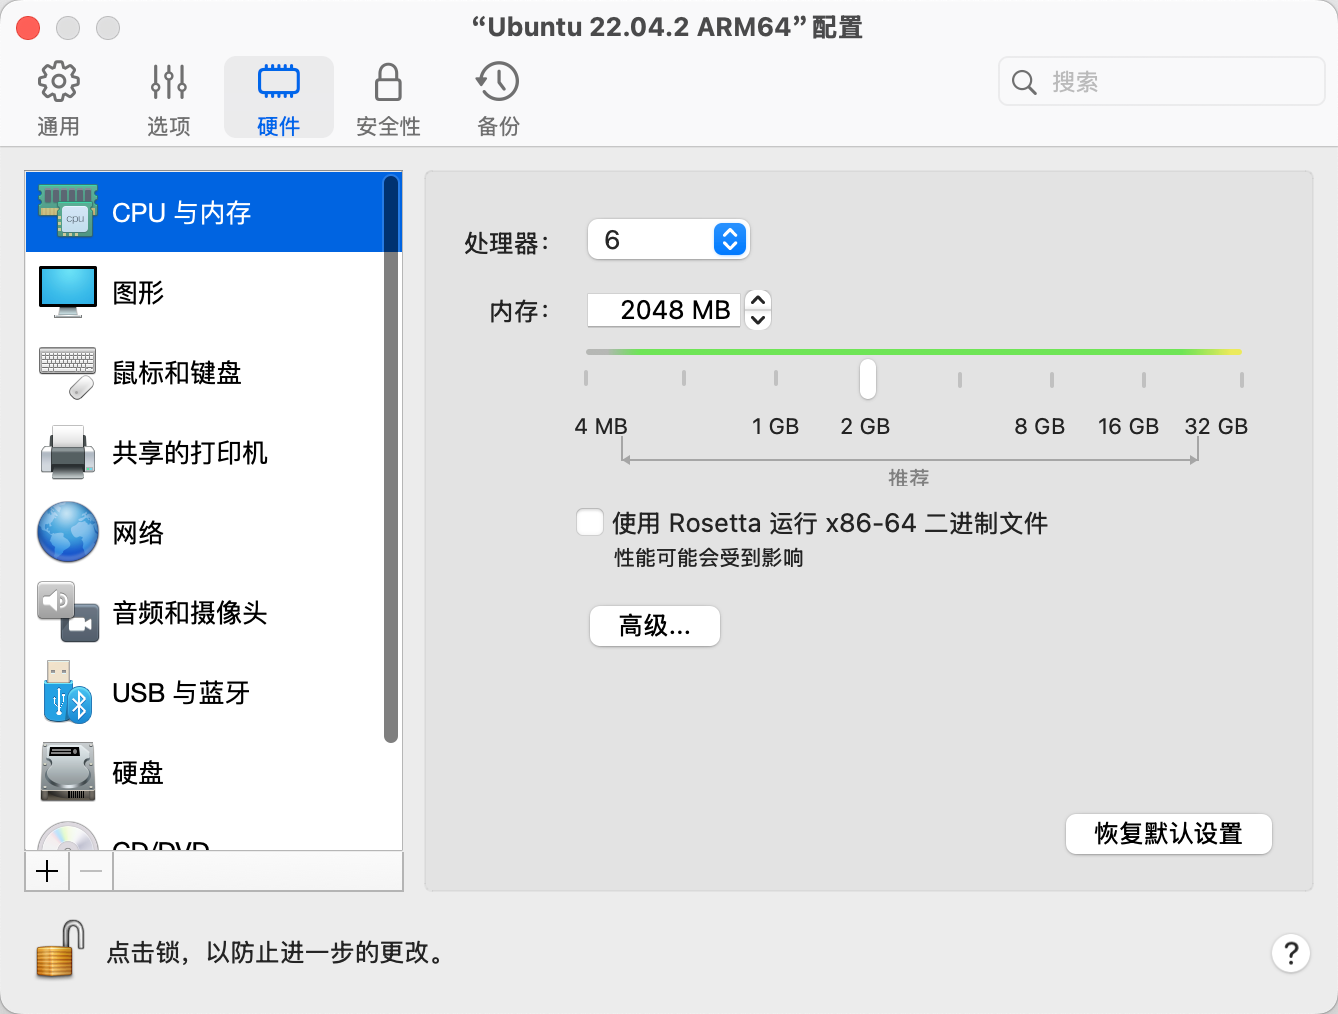 “Ubuntu 22.04.2 ARM64”配置
通用
选项
硬件
安全性
备份
搜索
cpu
CPU 与内存
图形
鼠标和键盘
共享的打印机
网络
音频和摄像头
USB 与蓝牙
硬盘
CD/DVD
处理器：
6
内存：
2048 MB
4 MB 1 GB 2 GB 8 GB 16 GB 32 GB
推荐
使用 Rosetta 运行 x86-64 二进制文件
性能可能会受到影响
高级...
恢复默认设置
点击锁，以防止进一步的更改。
?